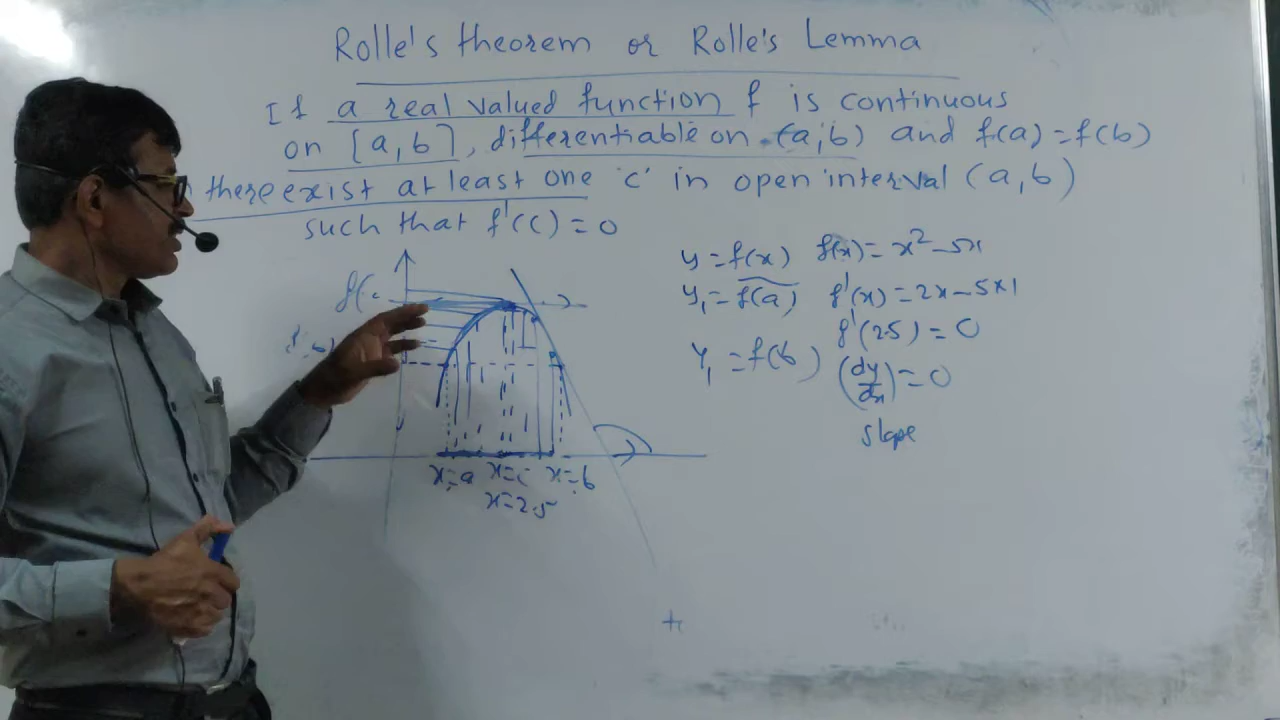 Rolle's theorem or Rolle's Lemma
If a real valued function f is continuous
on [a, b], differentiable on (a, b) and f(a) = f(b)
there exist at least one 'c' in open interval (a, b)
such that f'(c) = 0
y = f(x) f(x) = x² - 5x
y₁ = f(a) f'(x) = 2x - 5×1
f'(2.5) = 0
y₁ = f(b) (dy/dx) = 0
slope
x=a x=c x=b
x=2.5